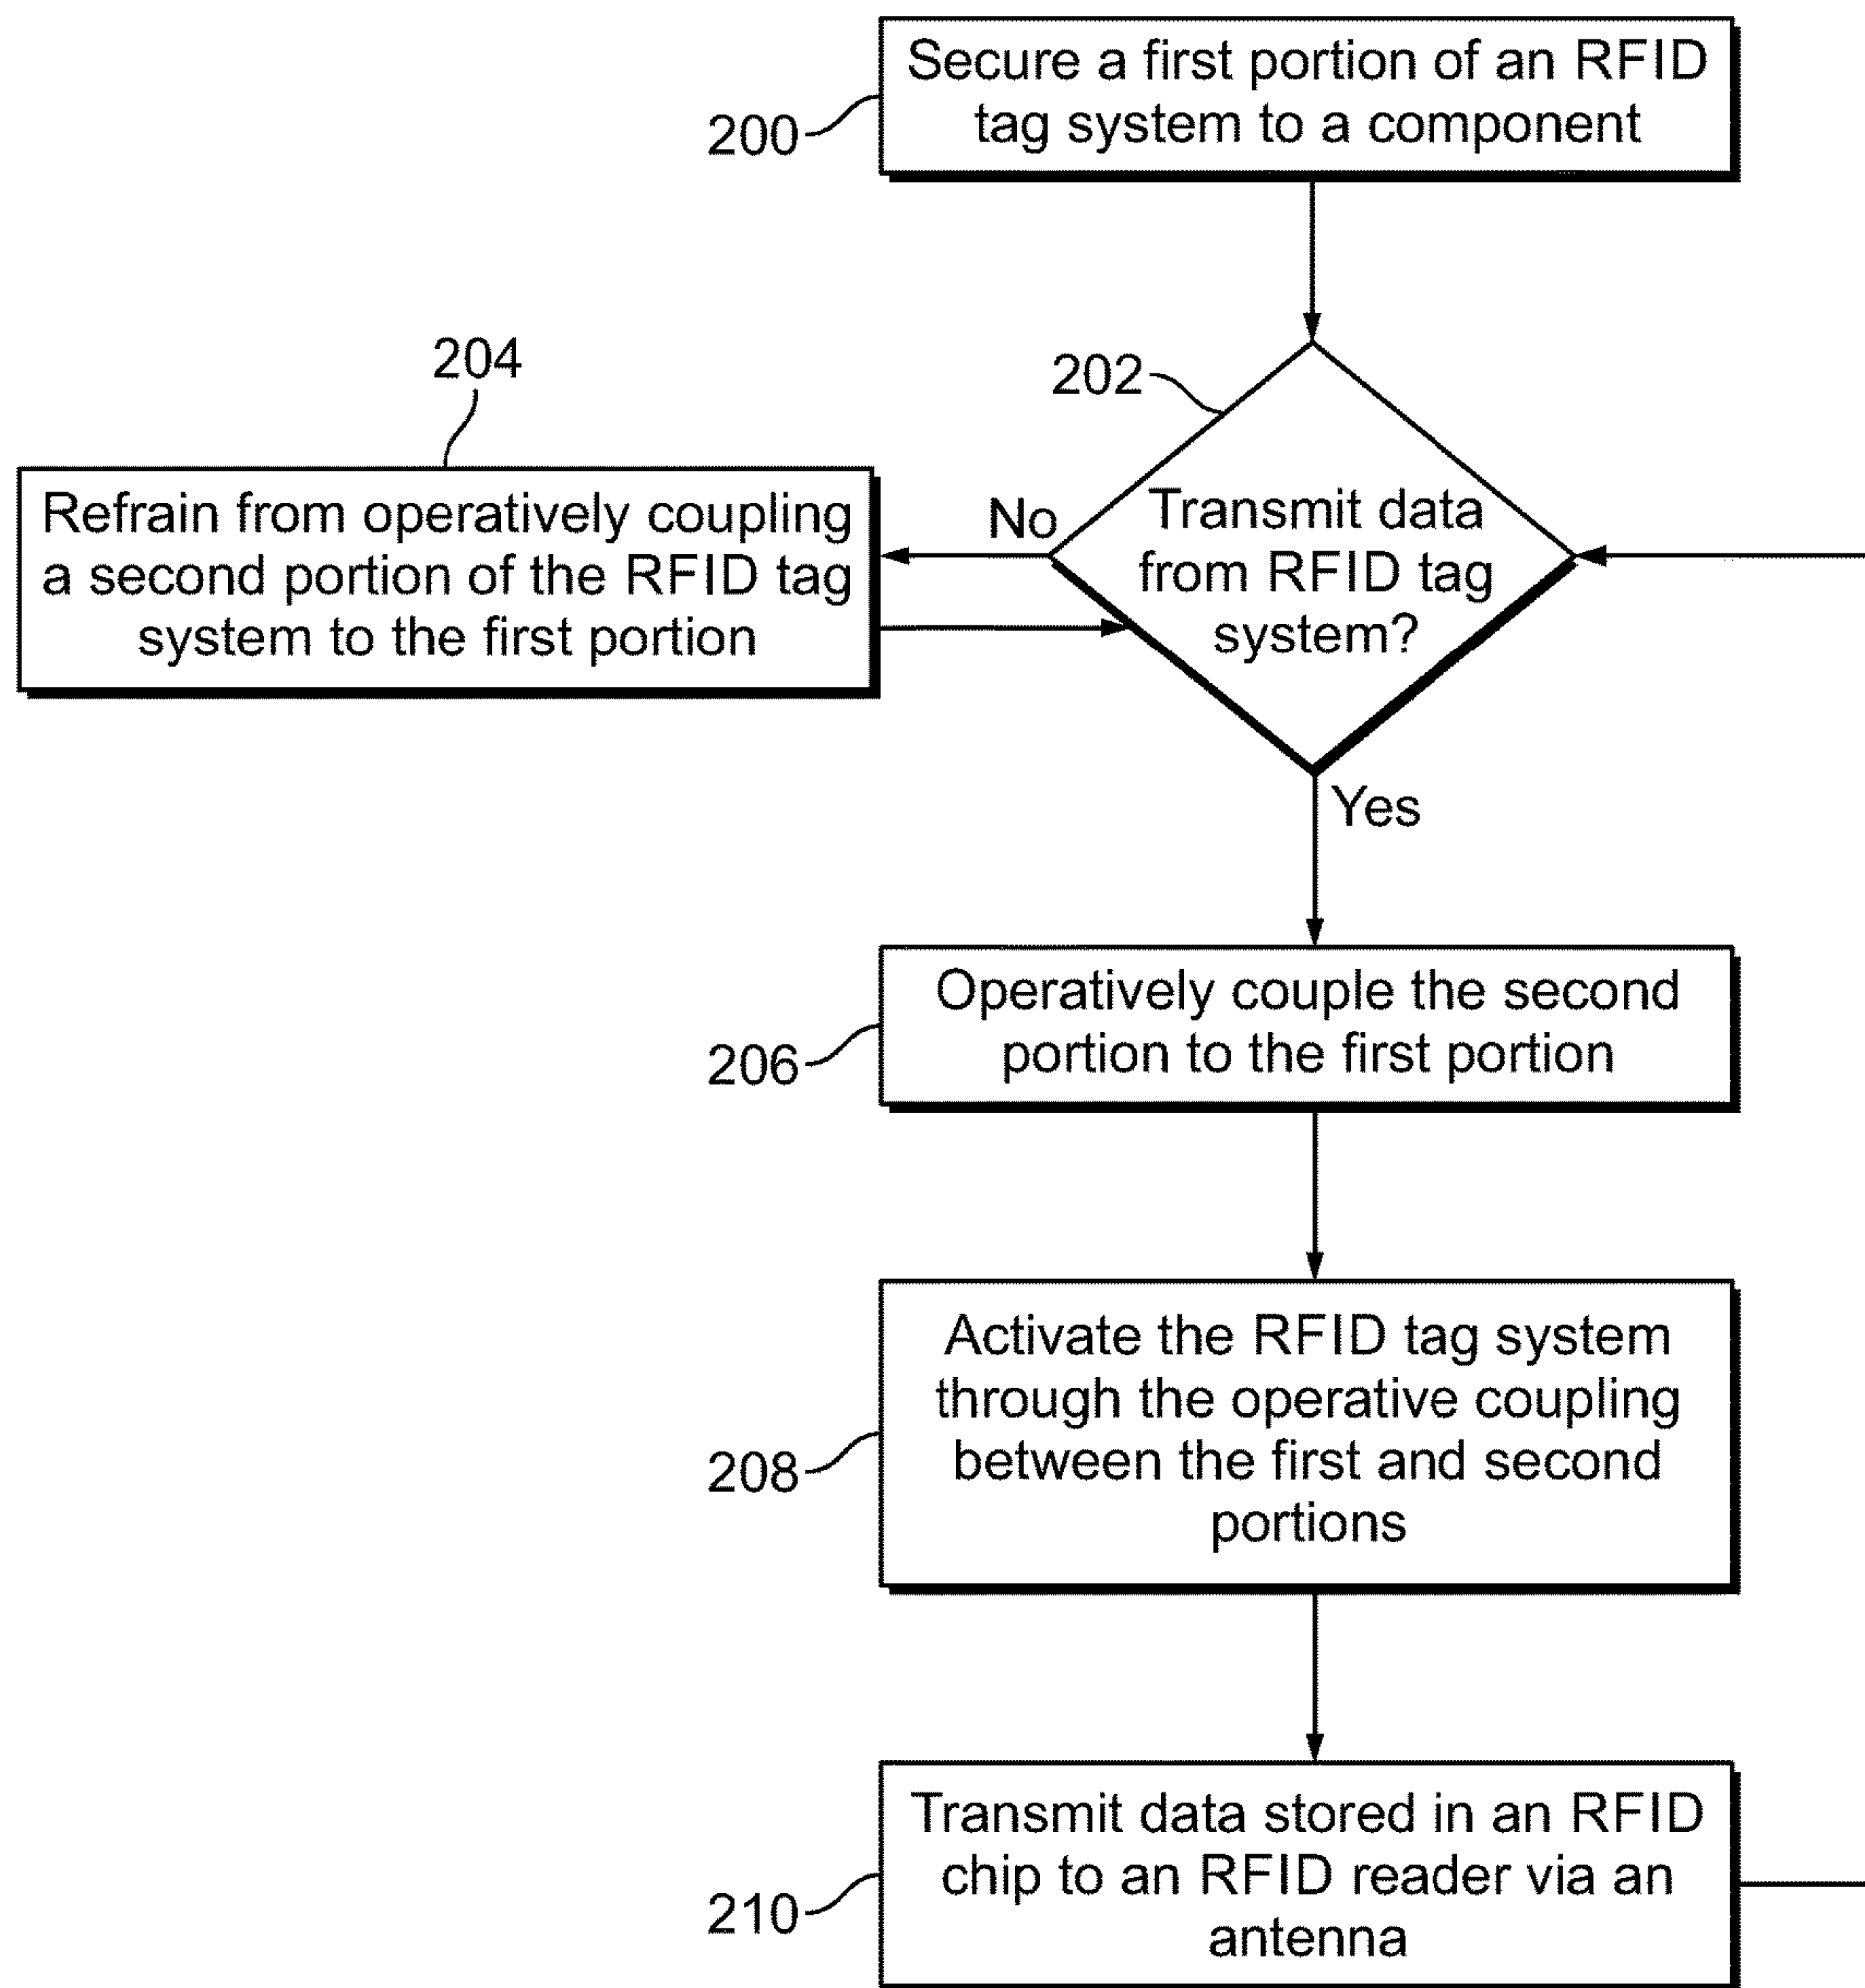 Secure a first portion of an RFID
tag system to a component
200
202
204
Transmit data
from RFID tag
system?
No
Refrain from operatively coupling
a second portion of the RFID tag
system to the first portion
Yes
Operatively couple the second
portion to the first portion
206
Activate the RFID tag system
through the operative coupling
between the first and second
portions
208
Transmit data stored in an RFID
chip to an RFID reader via an
antenna
210